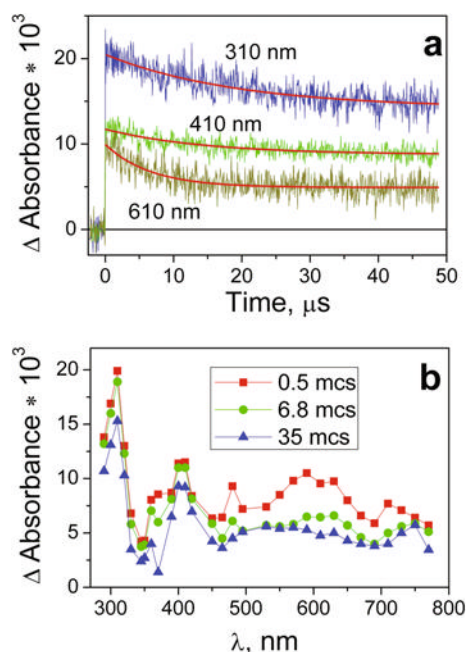 a
Δ Absorbance * 10³
20
10
0
310 nm
410 nm
610 nm
0 10 20 30 40 50
Time, μs
b
Δ Absorbance * 10³
20
15
10
5
0
0.5 mcs
6.8 mcs
35 mcs
300 400 500 600 700 800
λ, nm